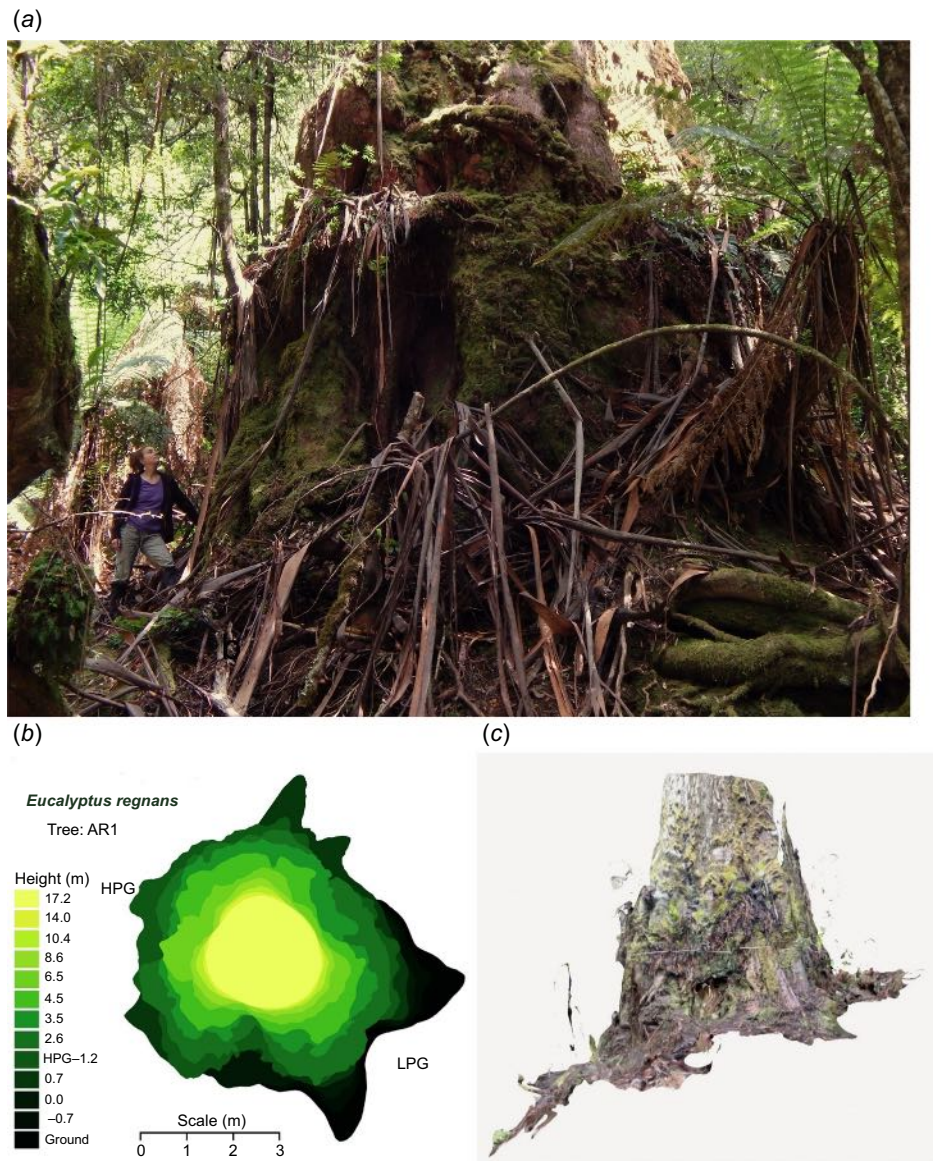 (a)
(b)
(c)
Eucalyptus regnans
Tree: AR1
Height (m)
17.2
14.0
10.4
8.6
6.5
4.5
3.5
2.6
HPG–1.2
0.7
0.0
–0.7
Ground
HPG
LPG
Scale (m)
0 1 2 3